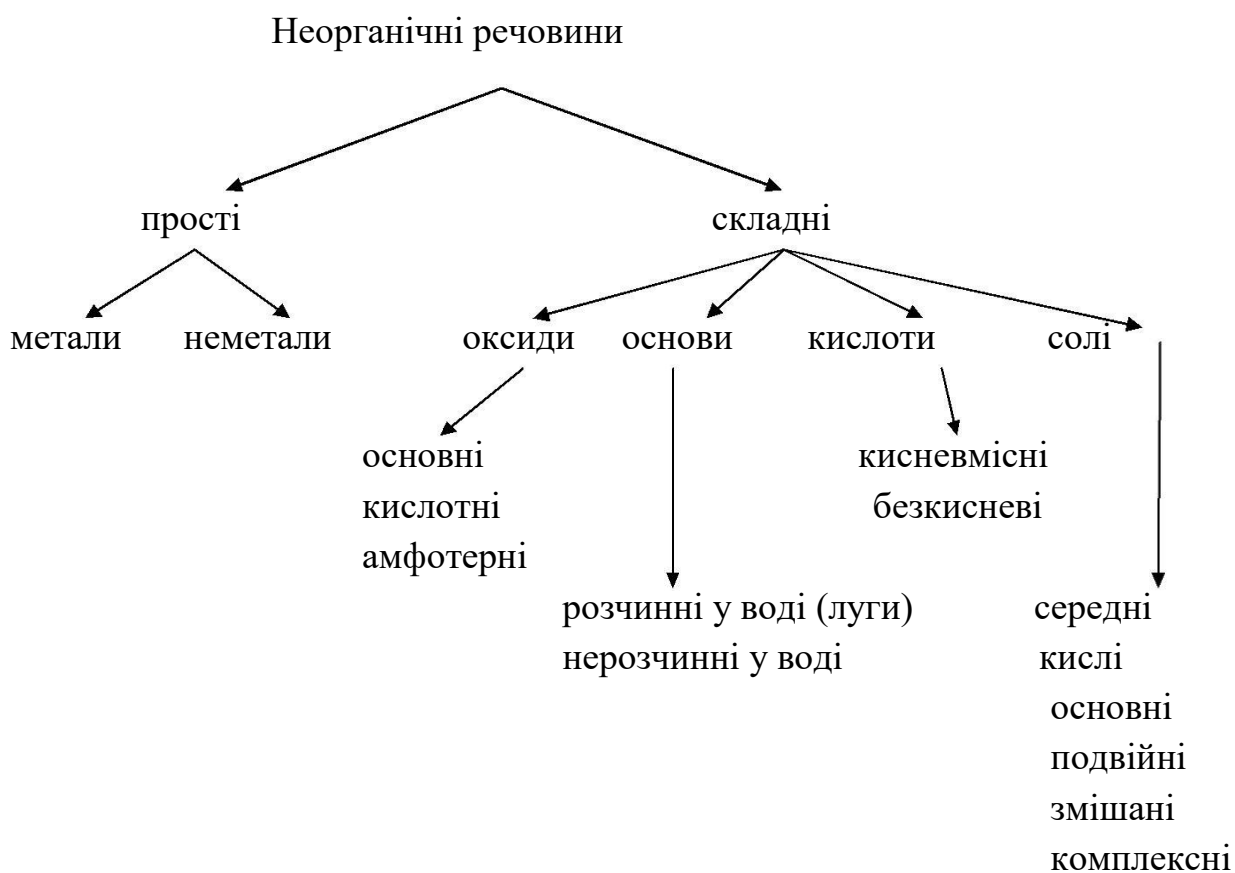 Неорганічні речовини
прості складні
метали неметали оксиди основи кислоти солі
основні кисневмісні
кислотні безкисневі
амфотерні
розчинні у воді (луги) середні
нерозчинні у воді кислі
основні
подвійні
змішані
комплексні